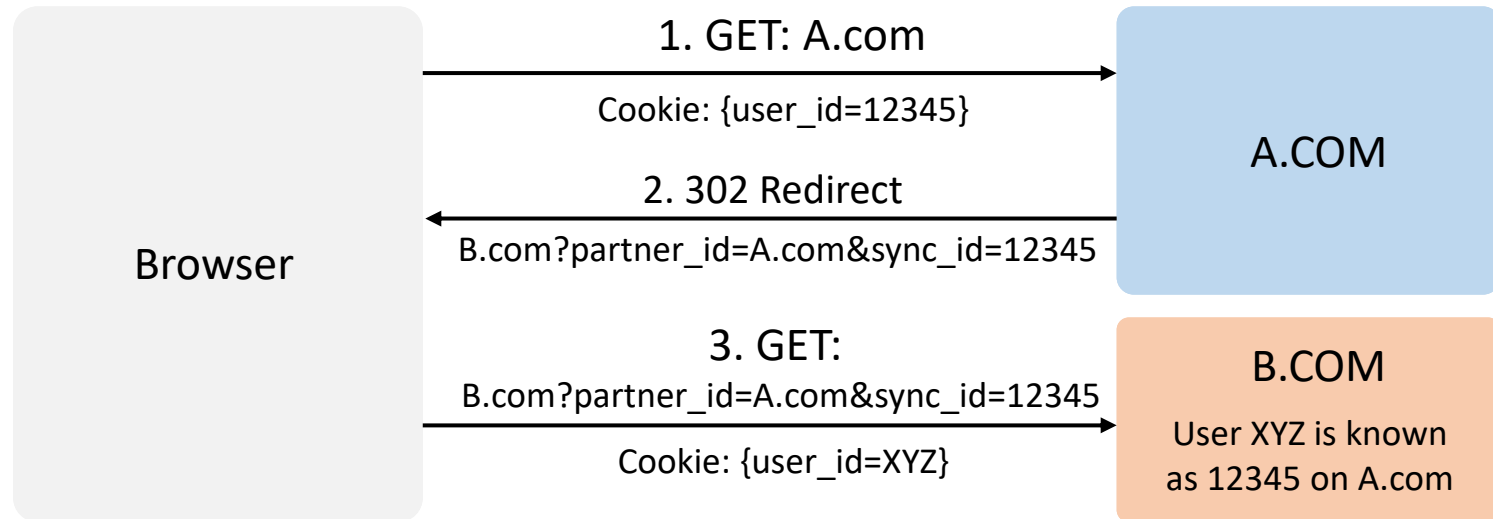 Browser
1. GET: A.com
Cookie: {user_id=12345}
2. 302 Redirect
B.com?partner_id=A.com&sync_id=12345
3. GET:
B.com?partner_id=A.com&sync_id=12345
Cookie: {user_id=XYZ}
A.COM
B.COM
User XYZ is known
as 12345 on A.com